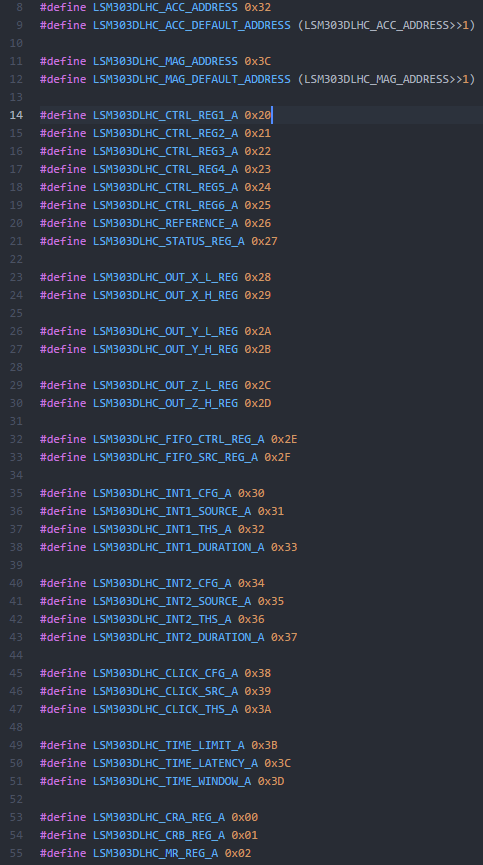 8 #define LSM303DLHC_ACC_ADDRESS 0x32
9 #define LSM303DLHC_ACC_DEFAULT_ADDRESS (LSM303DLHC_ACC_ADDRESS>>1)
10
11 #define LSM303DLHC_MAG_ADDRESS 0x3C
12 #define LSM303DLHC_MAG_DEFAULT_ADDRESS (LSM303DLHC_MAG_ADDRESS>>1)
13
14 #define LSM303DLHC_CTRL_REG1_A 0x20
15 #define LSM303DLHC_CTRL_REG2_A 0x21
16 #define LSM303DLHC_CTRL_REG3_A 0x22
17 #define LSM303DLHC_CTRL_REG4_A 0x23
18 #define LSM303DLHC_CTRL_REG5_A 0x24
19 #define LSM303DLHC_CTRL_REG6_A 0x25
20 #define LSM303DLHC_REFERENCE_A 0x26
21 #define LSM303DLHC_STATUS_REG_A 0x27
22
23 #define LSM303DLHC_OUT_X_L_REG 0x28
24 #define LSM303DLHC_OUT_X_H_REG 0x29
25
26 #define LSM303DLHC_OUT_Y_L_REG 0x2A
27 #define LSM303DLHC_OUT_Y_H_REG 0x2B
28
29 #define LSM303DLHC_OUT_Z_L_REG 0x2C
30 #define LSM303DLHC_OUT_Z_H_REG 0x2D
31
32 #define LSM303DLHC_FIFO_CTRL_REG_A 0x2E
33 #define LSM303DLHC_FIFO_SRC_REG_A 0x2F
34
35 #define LSM303DLHC_INT1_CFG_A 0x30
36 #define LSM303DLHC_INT1_SOURCE_A 0x31
37 #define LSM303DLHC_INT1_THS_A 0x32
38 #define LSM303DLHC_INT1_DURATION_A 0x33
39
40 #define LSM303DLHC_INT2_CFG_A 0x34
41 #define LSM303DLHC_INT2_SOURCE_A 0x35
42 #define LSM303DLHC_INT2_THS_A 0x36
43 #define LSM303DLHC_INT2_DURATION_A 0x37
44
45 #define LSM303DLHC_CLICK_CFG_A 0x38
46 #define LSM303DLHC_CLICK_SRC_A 0x39
47 #define LSM303DLHC_CLICK_THS_A 0x3A
48
49 #define LSM303DLHC_TIME_LIMIT_A 0x3B
50 #define LSM303DLHC_TIME_LATENCY_A 0x3C
51 #define LSM303DLHC_TIME_WINDOW_A 0x3D
52
53 #define LSM303DLHC_CRA_REG_A 0x00
54 #define LSM303DLHC_CRB_REG_A 0x01
55 #define LSM303DLHC_MR_REG_A 0x02